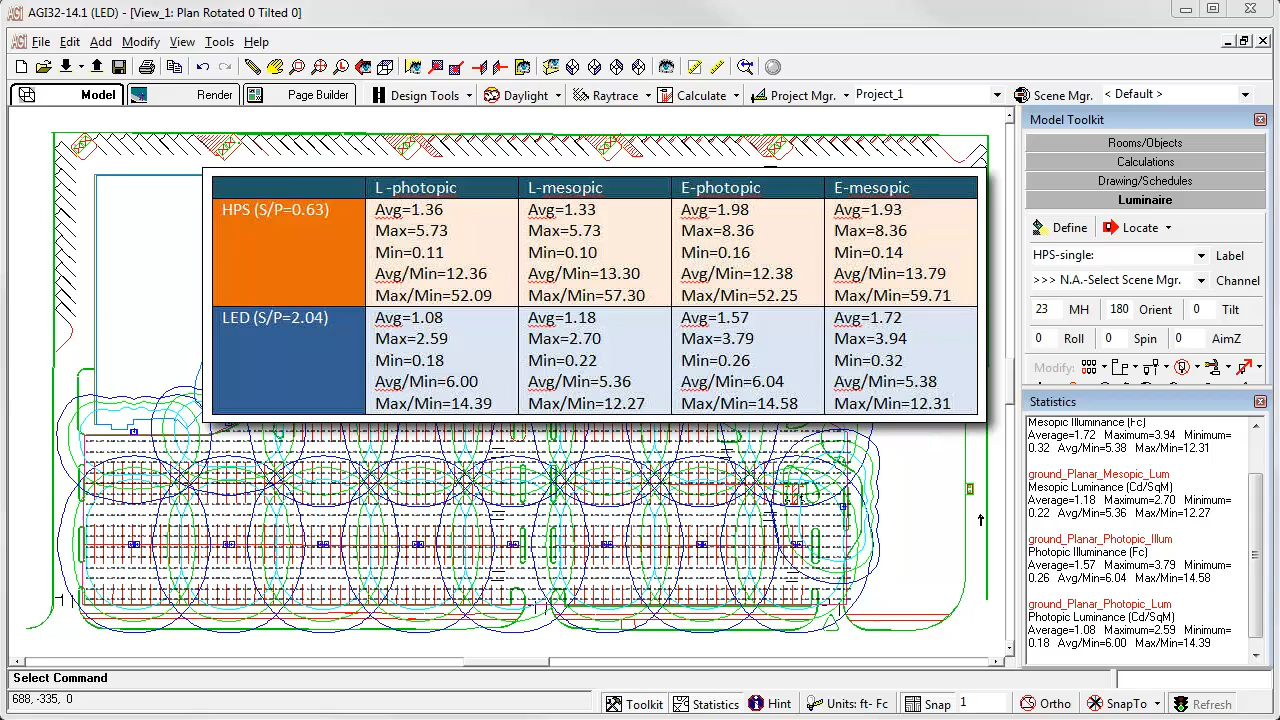 AGI32-14.1 (LED) - [View_1: Plan Rotated 0 Tilted 0]
File Edit Add Modify View Tools Help
Model Render Page Builder Design Tools Daylight Raytrace Calculate Project Mgr. Project_1 Scene Mgr. < Default >
L -photopic L-mesopic E-photopic E-mesopic
HPS (S/P=0.63) Avg=1.36 Avg=1.33 Avg=1.98 Avg=1.93
Max=5.73 Max=5.73 Max=8.36 Max=8.36
Min=0.11 Min=0.10 Min=0.16 Min=0.14
Avg/Min=12.36 Avg/Min=13.30 Avg/Min=12.38 Avg/Min=13.79
Max/Min=52.09 Max/Min=57.30 Max/Min=52.25 Max/Min=59.71
LED (S/P=2.04) Avg=1.08 Avg=1.18 Avg=1.57 Avg=1.72
Max=2.59 Max=2.70 Max=3.79 Max=3.94
Min=0.18 Min=0.22 Min=0.26 Min=0.32
Avg/Min=6.00 Avg/Min=5.36 Avg/Min=6.04 Avg/Min=5.38
Max/Min=14.39 Max/Min=12.27 Max/Min=14.58 Max/Min=12.31
Model Toolkit
Rooms/Objects
Calculations
Drawing/Schedules
Luminaire
Define Locate
HPS-single: Label
>>> N.A.-Select Scene Mgr. Channel
23 MH 180 Orient 0 Tilt
0 Roll 0 Spin 0 AimZ
Modify:
Statistics
Mesopic Illuminance (Fc)
Average=1.72 Maximum=3.94 Minimum=
0.32 Avg/Min=5.38 Max/Min=12.31
ground_Planar_Mesopic_Lum
Mesopic Luminance (Cd/SqM)
Average=1.18 Maximum=2.70 Minimum=
0.22 Avg/Min=5.36 Max/Min=12.27
ground_Planar_Photopic_Illum
Photopic Illuminance (Fc)
Average=1.57 Maximum=3.79 Minimum=
0.26 Avg/Min=6.04 Max/Min=14.58
ground_Planar_Photopic_Lum
Photopic Luminance (Cd/SqM)
Average=1.08 Maximum=2.59 Minimum=
0.18 Avg/Min=6.00 Max/Min=14.39
Select Command
688, -335, 0 Toolkit Statistics Hint Units: ft- Fc Snap 1 Ortho SnapTo Refresh